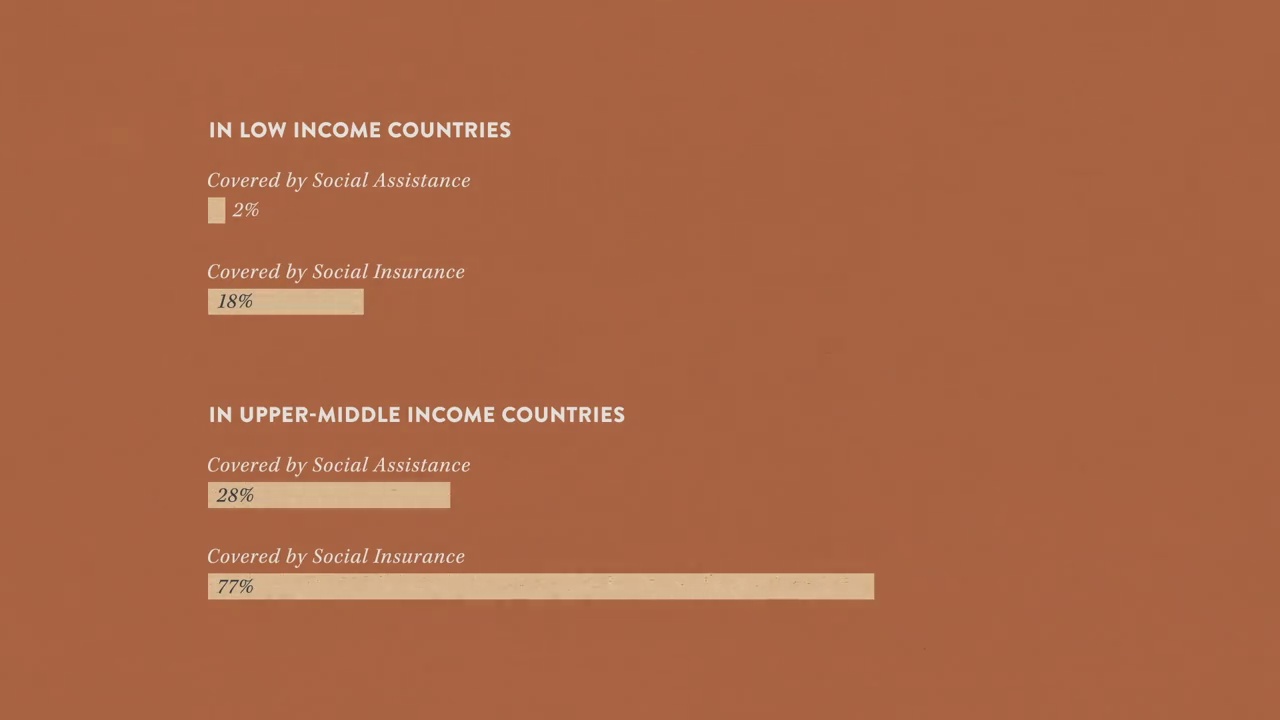 IN LOW INCOME COUNTRIES
Covered by Social Assistance
2%
Covered by Social Insurance
18%
IN UPPER-MIDDLE INCOME COUNTRIES
Covered by Social Assistance
28%
Covered by Social Insurance
77%